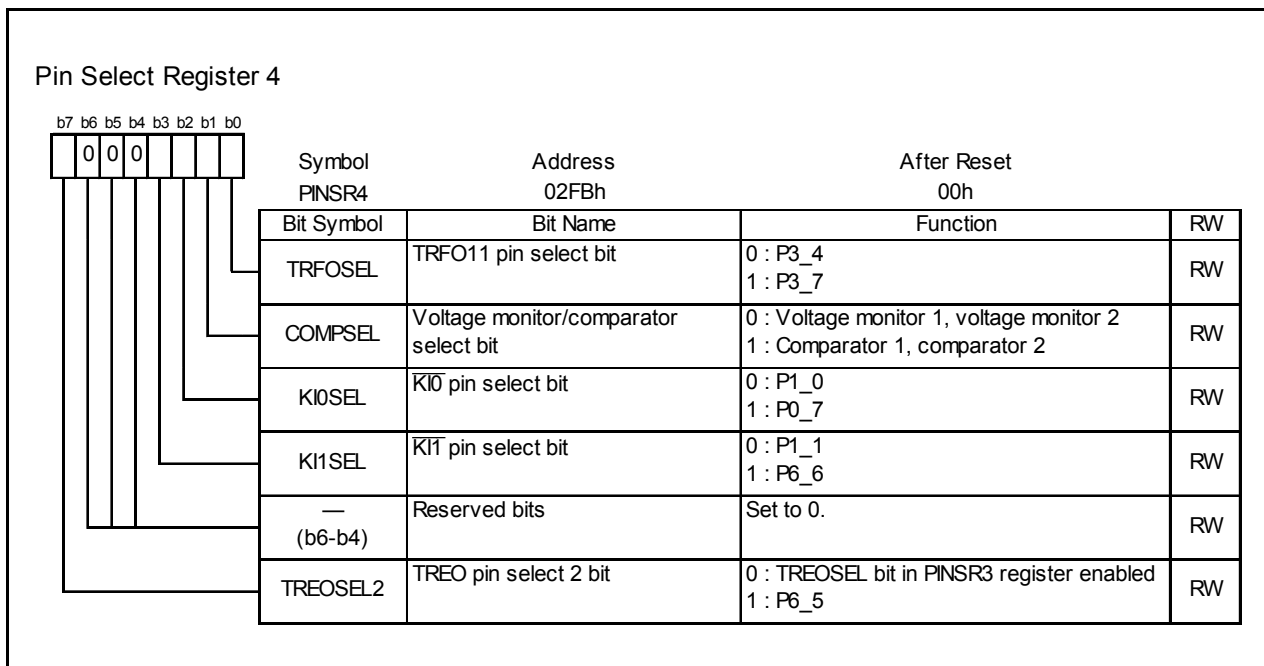 Pin Select Register 4
b7 b6 b5 b4 b3 b2 b1 b0
0 0 0
Symbol Address After Reset
PINSR4 02FBh 00h
Bit Symbol Bit Name Function RW
TRFOSEL TRFO11 pin select bit 0 : P3_4 RW
1 : P3_7
COMPSEL Voltage monitor/comparator 0 : Voltage monitor 1, voltage monitor 2 RW
select bit 1 : Comparator 1, comparator 2
KI0SEL K̅I̅0̅ pin select bit 0 : P1_0 RW
1 : P0_7
KI1SEL K̅I̅1̅ pin select bit 0 : P1_1 RW
1 : P6_6
— Reserved bits Set to 0. RW
(b6-b4)
TREOSEL2 TREO pin select 2 bit 0 : TREOSEL bit in PINSR3 register enabled RW
1 : P6_5